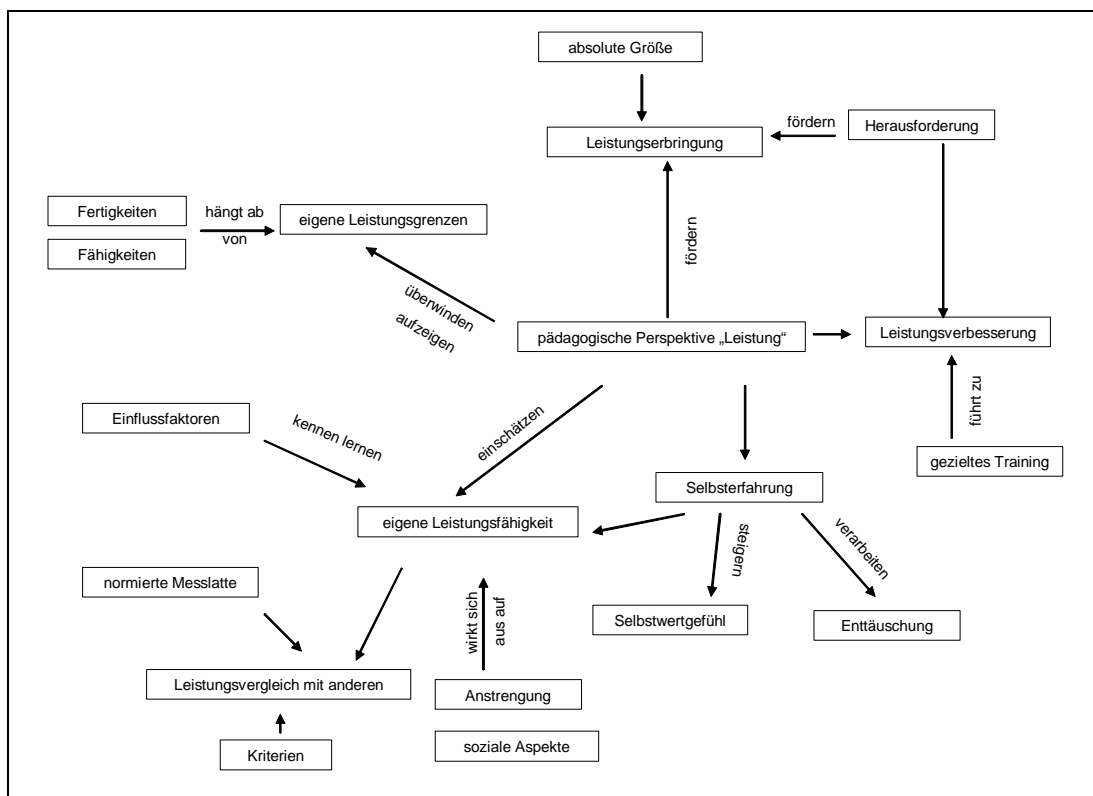 absolute Größe
fördern
Herausforderung
Leistungserbringung
Fertigkeiten
hängt ab
von
eigene Leistungsgrenzen
Fähigkeiten
fördern
überwinden
aufzeigen
pädagogische Perspektive „Leistung“
Leistungsverbesserung
führt zu
gezieltes Training
Einflussfaktoren
kennen lernen
einschätzen
Selbsterfahrung
eigene Leistungsfähigkeit
steigern
verarbeiten
normierte Messlatte
wirkt sich
aus auf
Selbstwertgefühl
Enttäuschung
Leistungsvergleich mit anderen
Anstrengung
soziale Aspekte
Kriterien